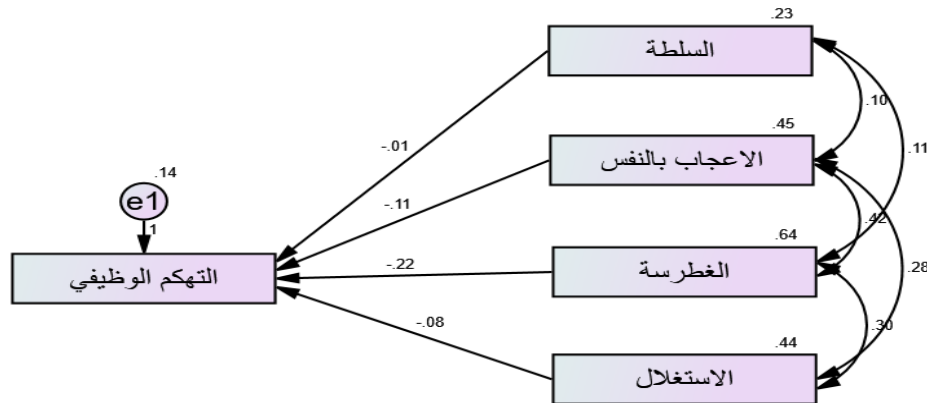 .23
السلطة
.10
-.01
.45
.11
الاعجاب بالنفس
.14
e1
-.11
1
.42
.64
التهكم الوظيفي
-.22
الغطرسة
.28
-.08
.30
.44
الاستغلال